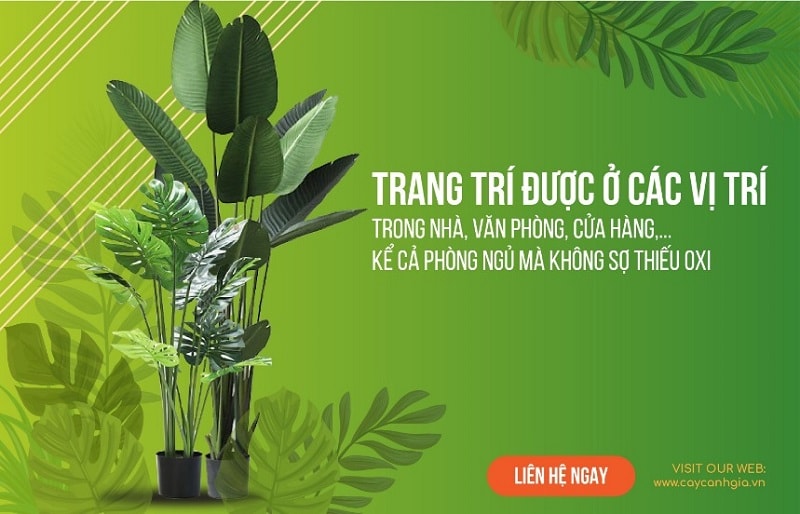 TRANG TRÍ ĐƯỢC Ở CÁC VỊ TRÍ
TRONG NHÀ, VĂN PHÒNG, CỬA HÀNG,...
KỂ CẢ PHÒNG NGỦ MÀ KHÔNG SỢ THIẾU OXI
LIÊN HỆ NGAY
VISIT OUR WEB:
www.caycanhgia.vn